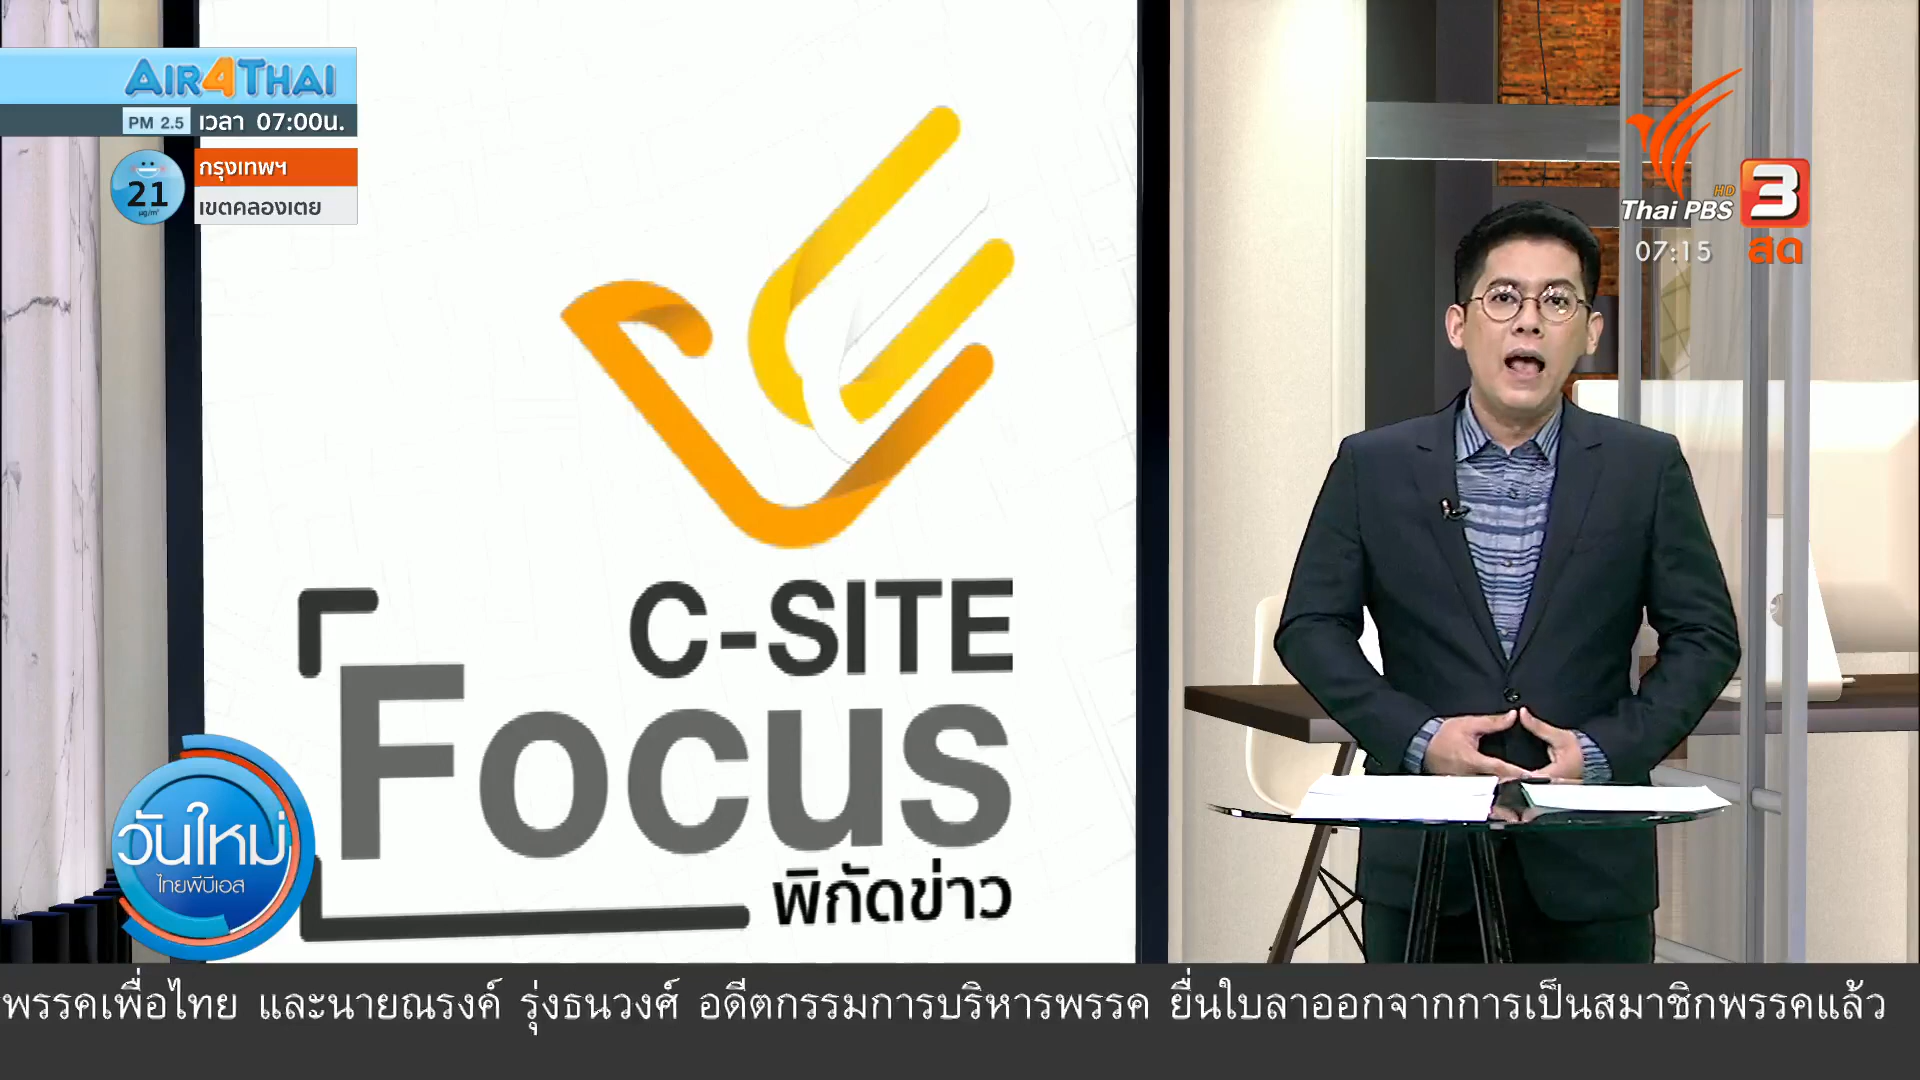 AIR4THAI
PM 2.5 เวลา 07:00น.
21
µg/m³
กรุงเทพฯ
เขตคลองเตย
HD
Thai PBS 3
07:15 สด
C-SITE
FOCUS
พิกัดข่าว
วันใหม่
ไทยพีบีเอส
พรรคเพื่อไทย และนายณรงค์ รุ่งธนวงศ์ อดีตกรรมการบริหารพรรค ยื่นใบลาออกจากการเป็นสมาชิกพรรคแล้ว